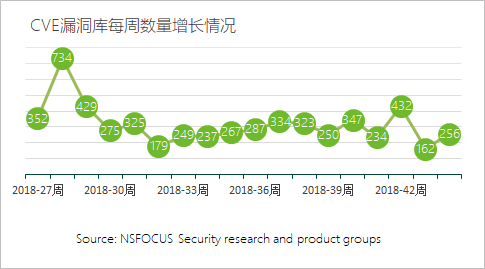 CVE漏洞库每周数量增长情况
352 734 429 275 325 179 249 237 267 287 334 323 250 347 234 432 162 256
2018-27周 2018-30周 2018-33周 2018-36周 2018-39周 2018-42周
Source: NSFOCUS Security research and product groups